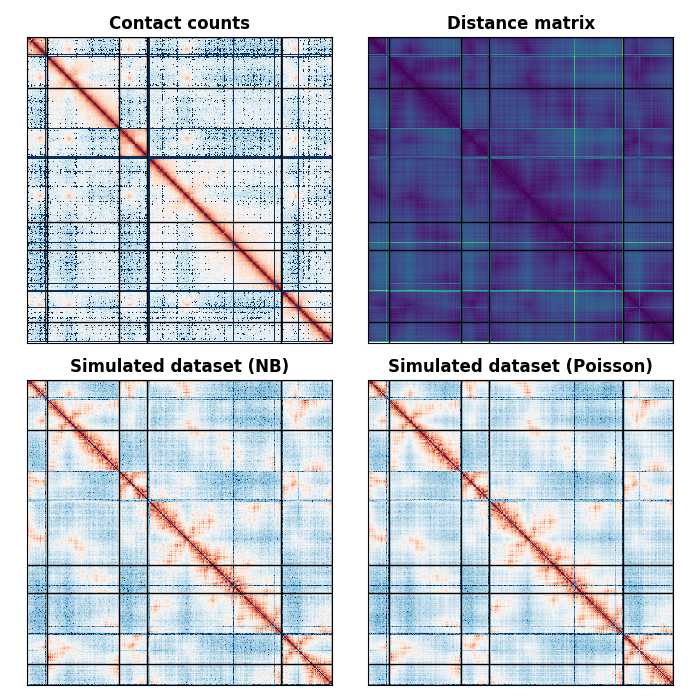 Contact counts
Distance matrix
Simulated dataset (NB)
Simulated dataset (Poisson)